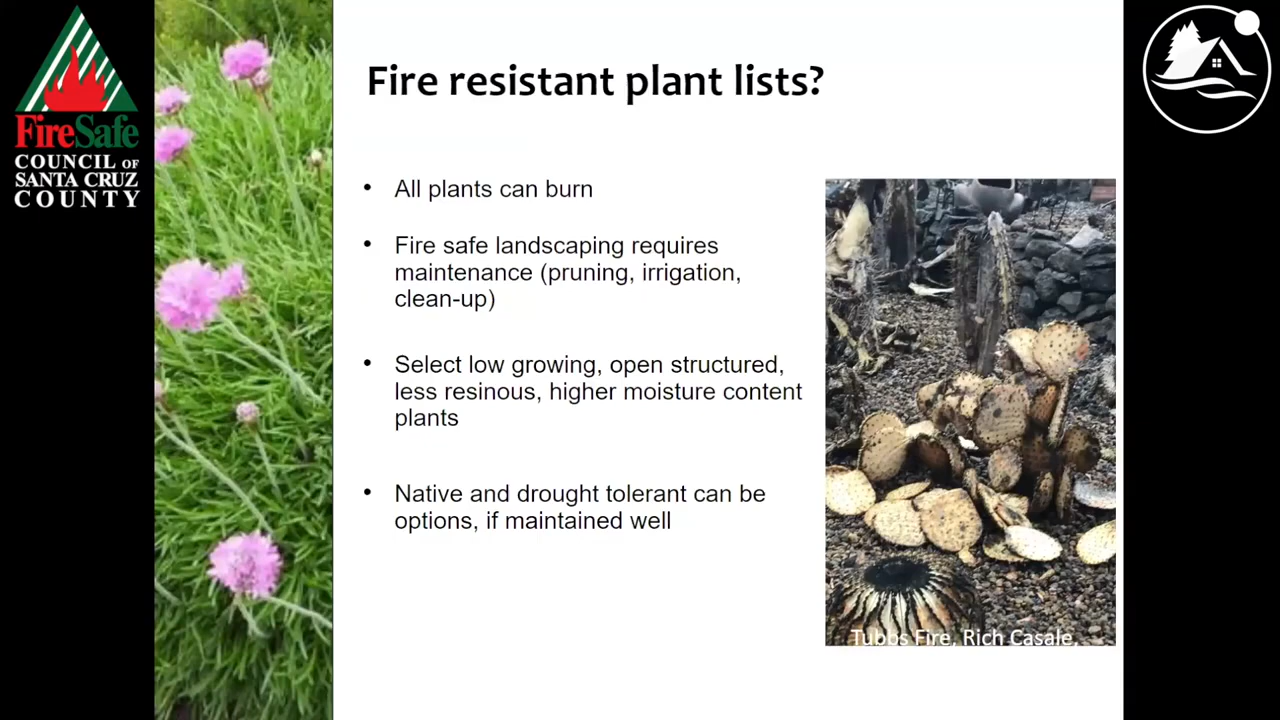 FireSafe
COUNCIL OF
SANTA CRUZ
COUNTY
Fire resistant plant lists?
• All plants can burn
• Fire safe landscaping requires
maintenance (pruning, irrigation,
clean-up)
• Select low growing, open structured,
less resinous, higher moisture content
plants
• Native and drought tolerant can be
options, if maintained well
Tubbs Fire, Rich Casale,